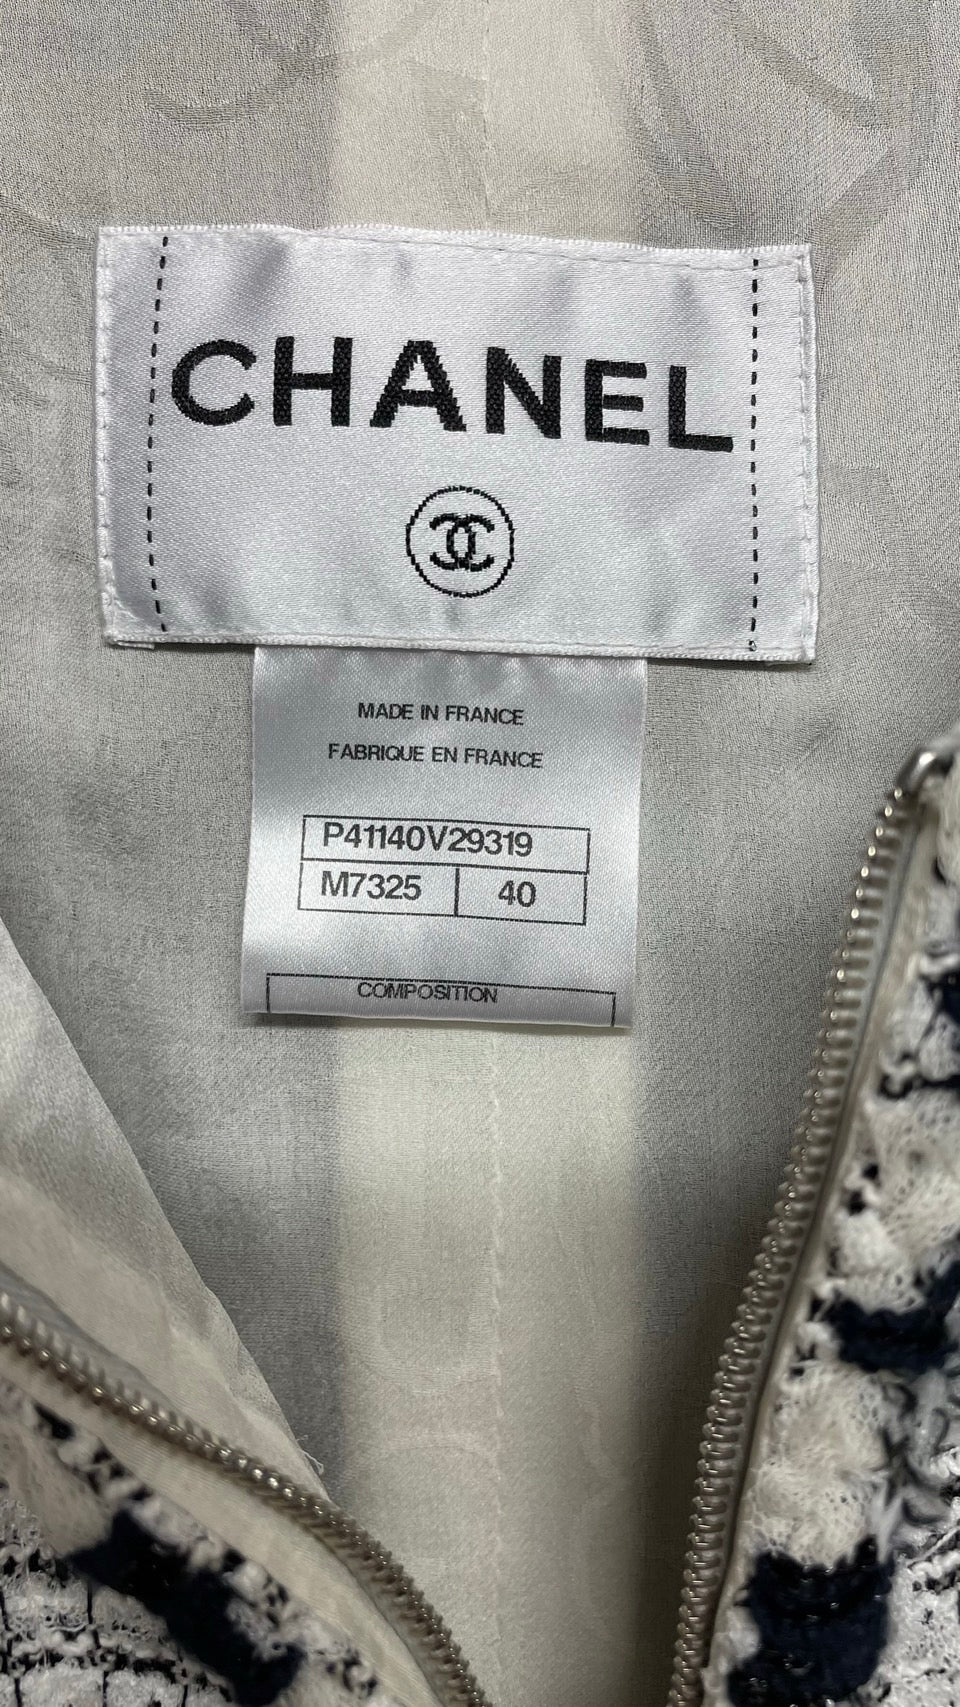 CHANEL
MADE IN FRANCE
FABRIQUE EN FRANCE
P41140V29319
M7325 40
COMPOSITION